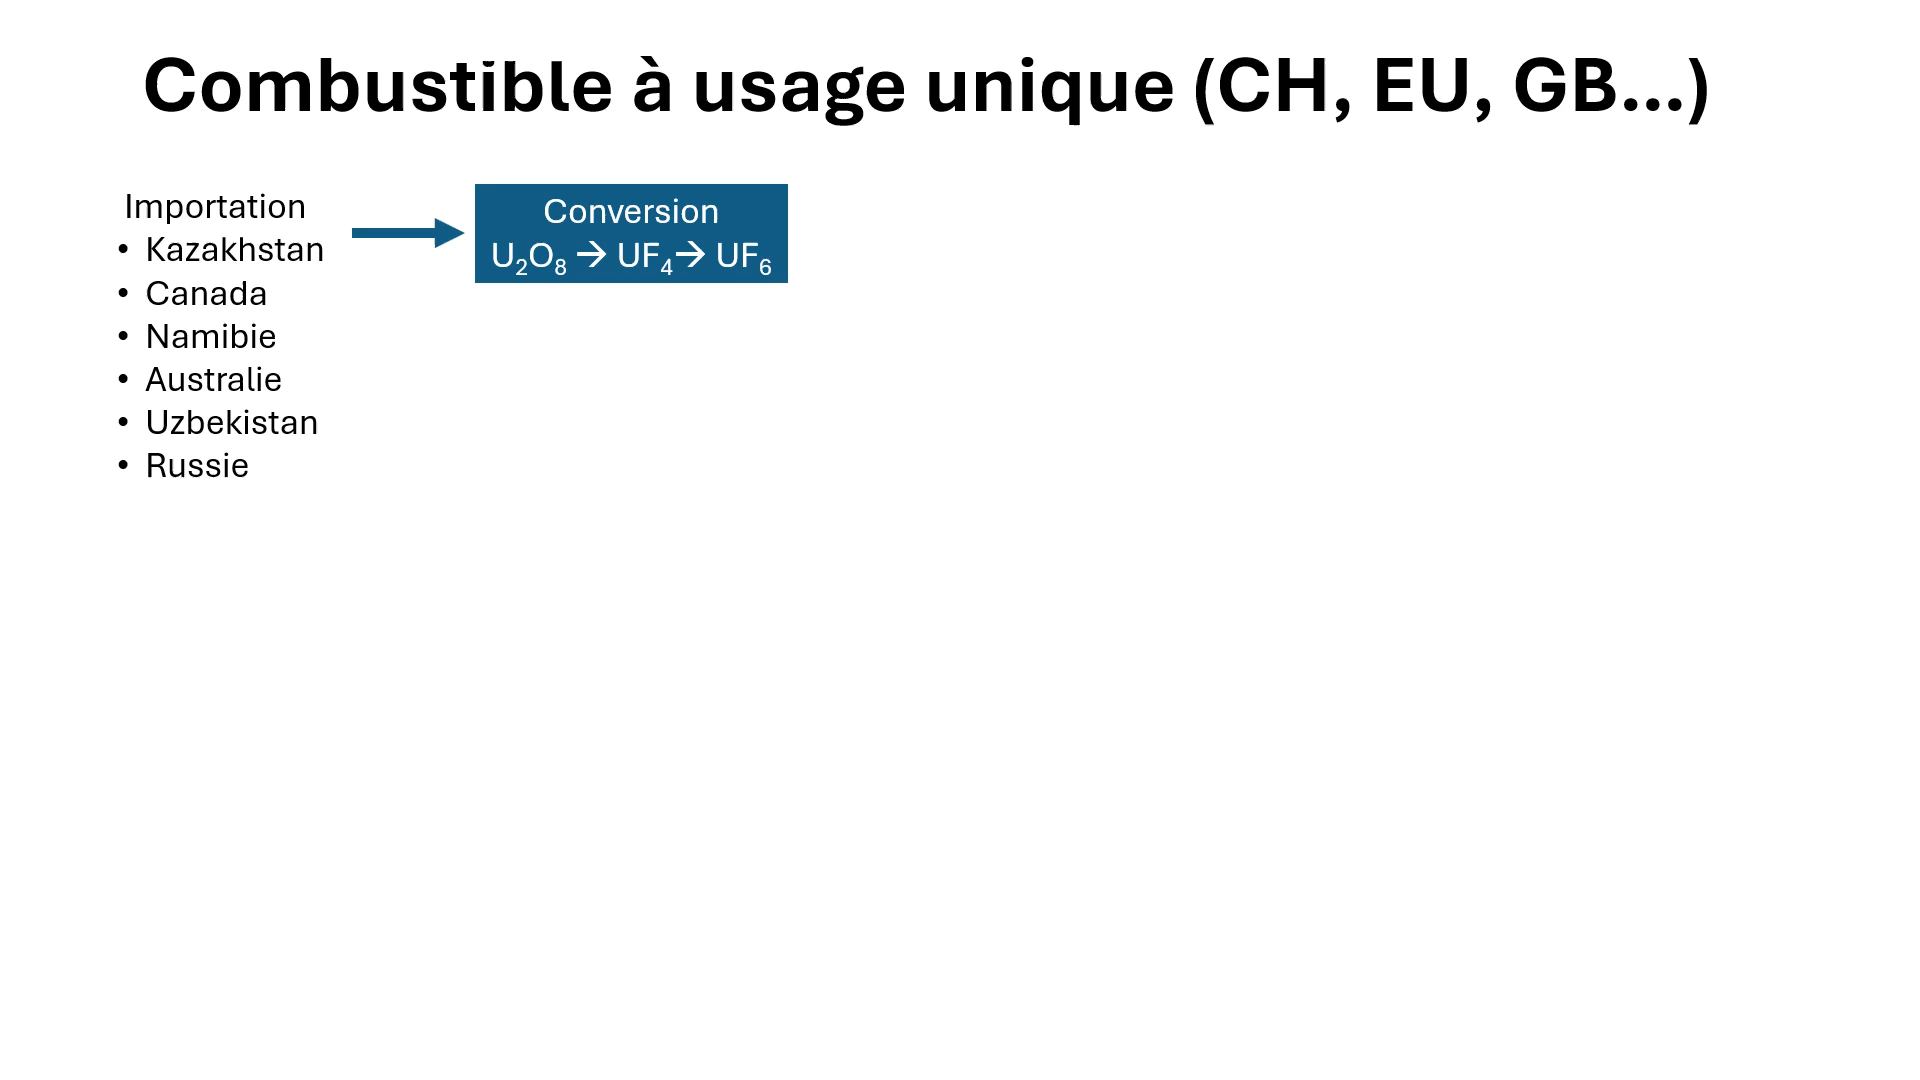 Combustible à usage unique (CH, EU, GB…)
Importation
• Kazakhstan
• Canada
• Namibie
• Australie
• Uzbekistan
• Russie
Conversion
U₂O₈ → UF₄→ UF₆